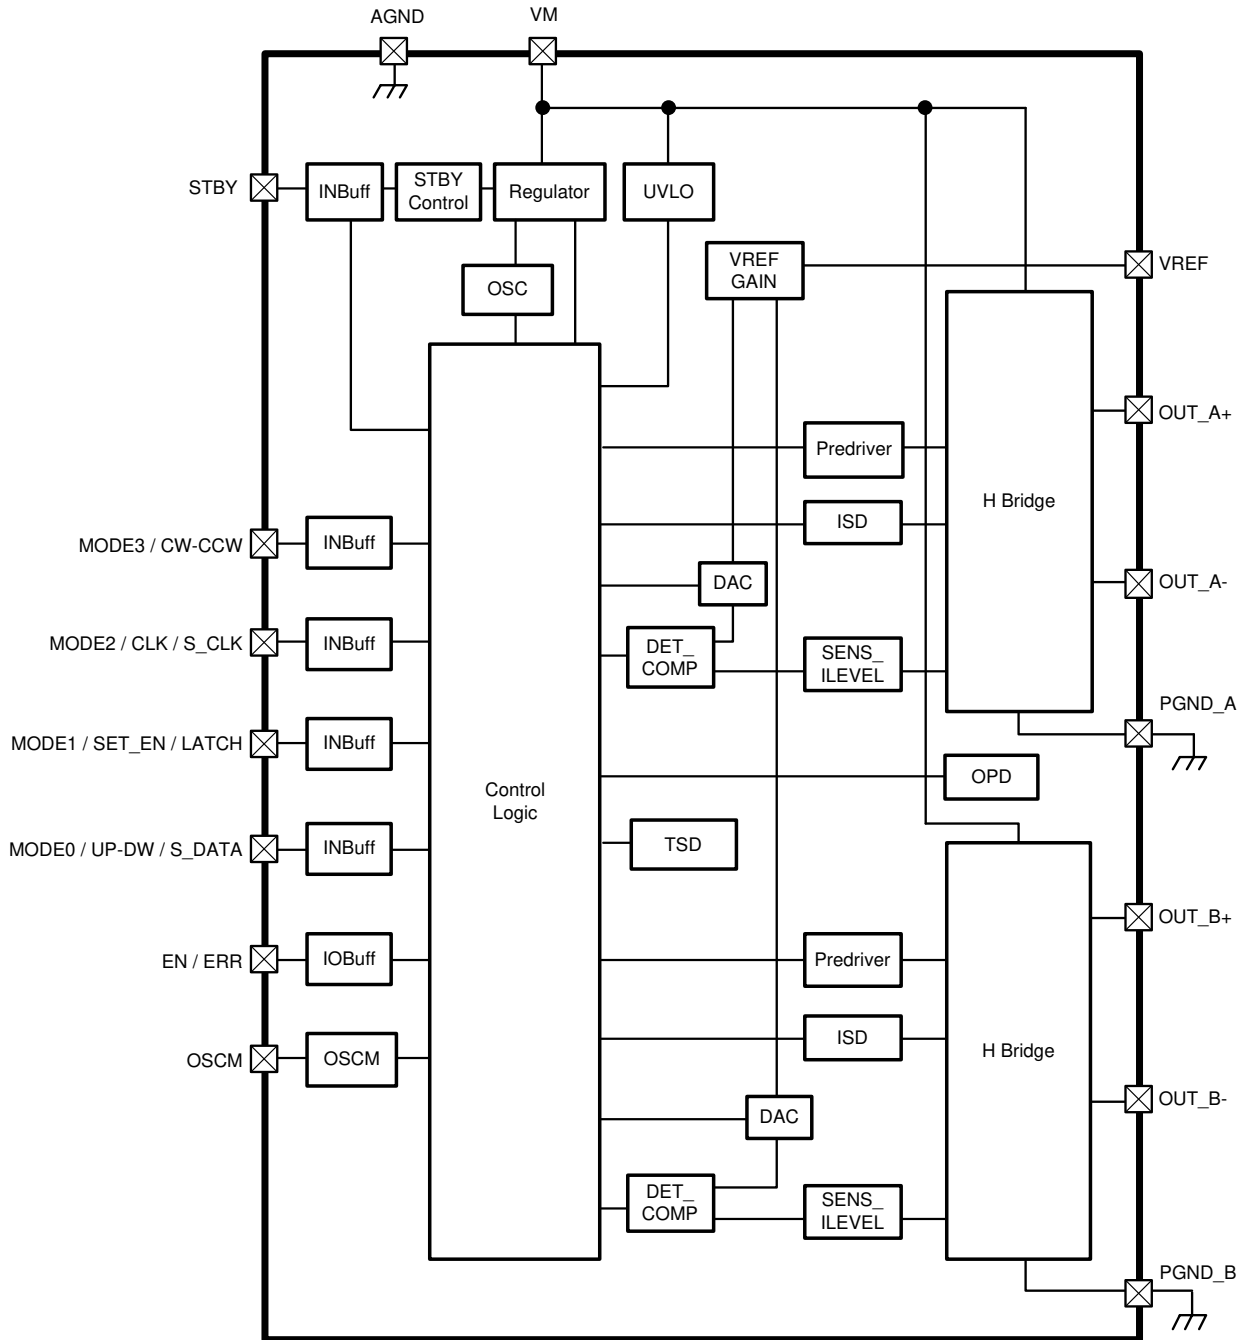 AGND
VM
STBY
INBuff
STBY
Control
Regulator
UVLO
VREF
GAIN
VREF
OSC
OUT_A+
Predriver
H Bridge
ISD
MODE3 / CW-CCW
INBuff
DAC
OUT_A-
MODE2 / CLK / S_CLK
INBuff
DET_
COMP
SENS_
ILEVEL
PGND_A
MODE1 / SET_EN / LATCH
INBuff
OPD
Control
Logic
MODE0 / UP-DW / S_DATA
INBuff
TSD
OUT_B+
EN / ERR
IOBuff
Predriver
ISD
H Bridge
OSCM
OSCM
OUT_B-
DAC
DET_
COMP
SENS_
ILEVEL
PGND_B